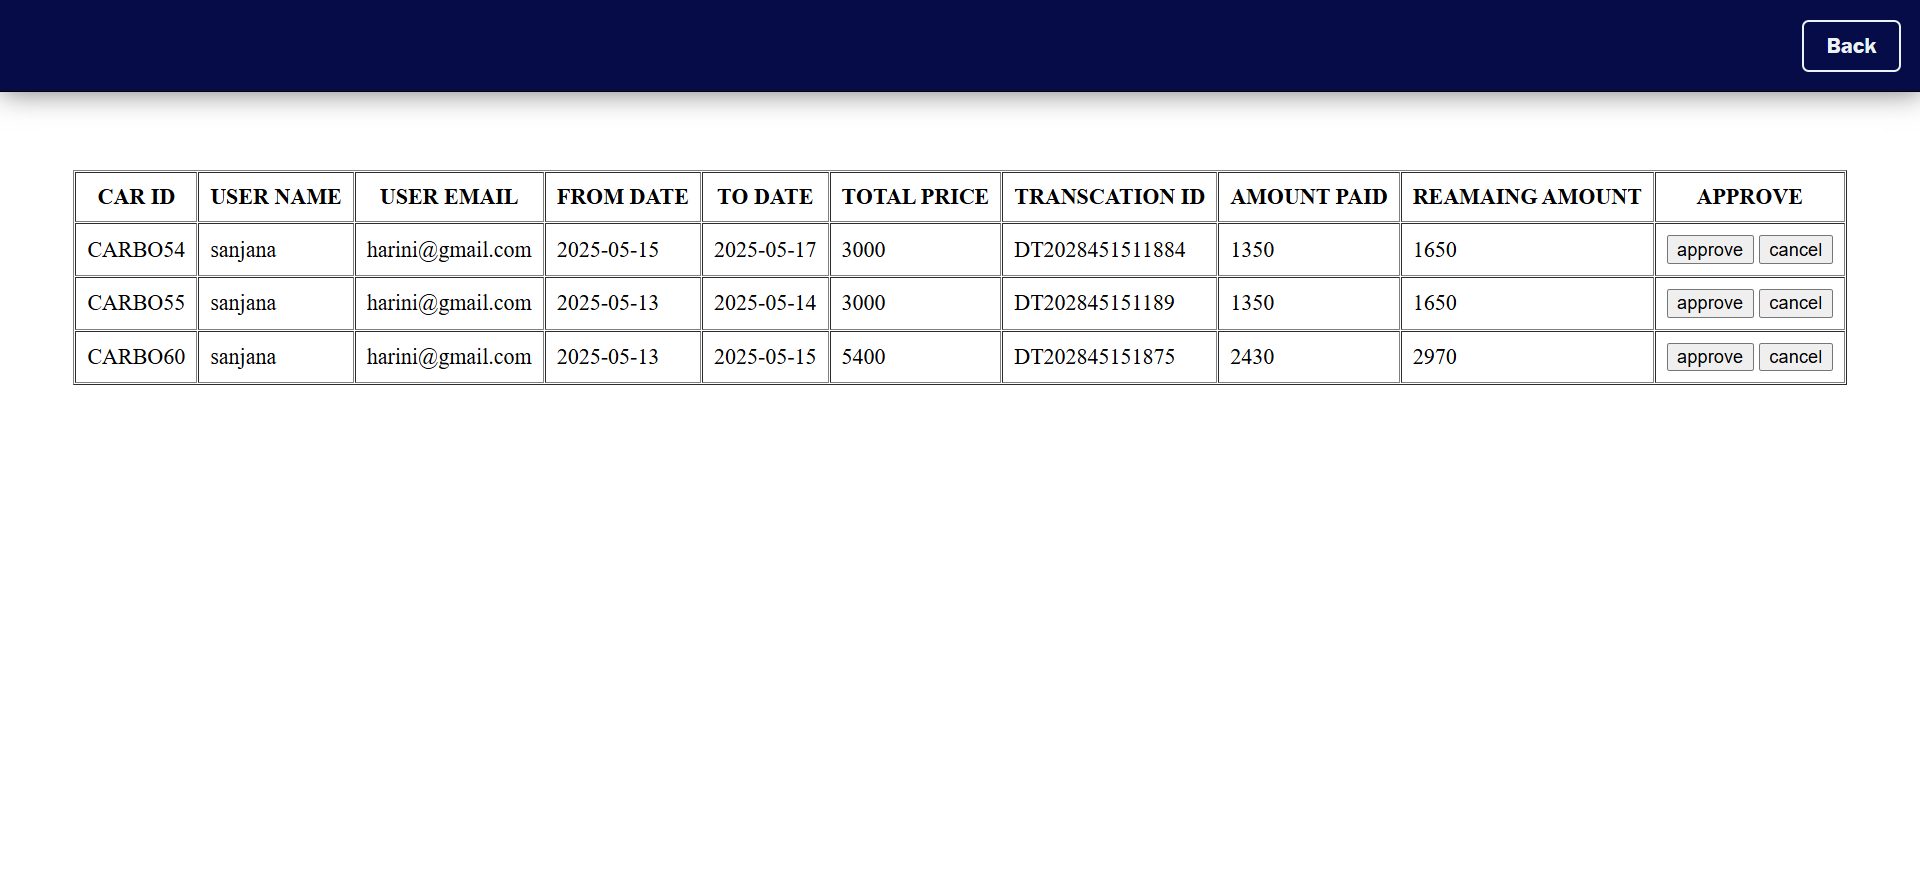 Back
CAR ID USER NAME USER EMAIL FROM DATE TO DATE TOTAL PRICE TRANSCATION ID AMOUNT PAID REAMAING AMOUNT APPROVE
CARBO54 sanjana harini@gmail.com 2025-05-15 2025-05-17 3000 DT2028451511884 1350 1650 approve cancel
CARBO55 sanjana harini@gmail.com 2025-05-13 2025-05-14 3000 DT202845151189 1350 1650 approve cancel
CARBO60 sanjana harini@gmail.com 2025-05-13 2025-05-15 5400 DT202845151875 2430 2970 approve cancel